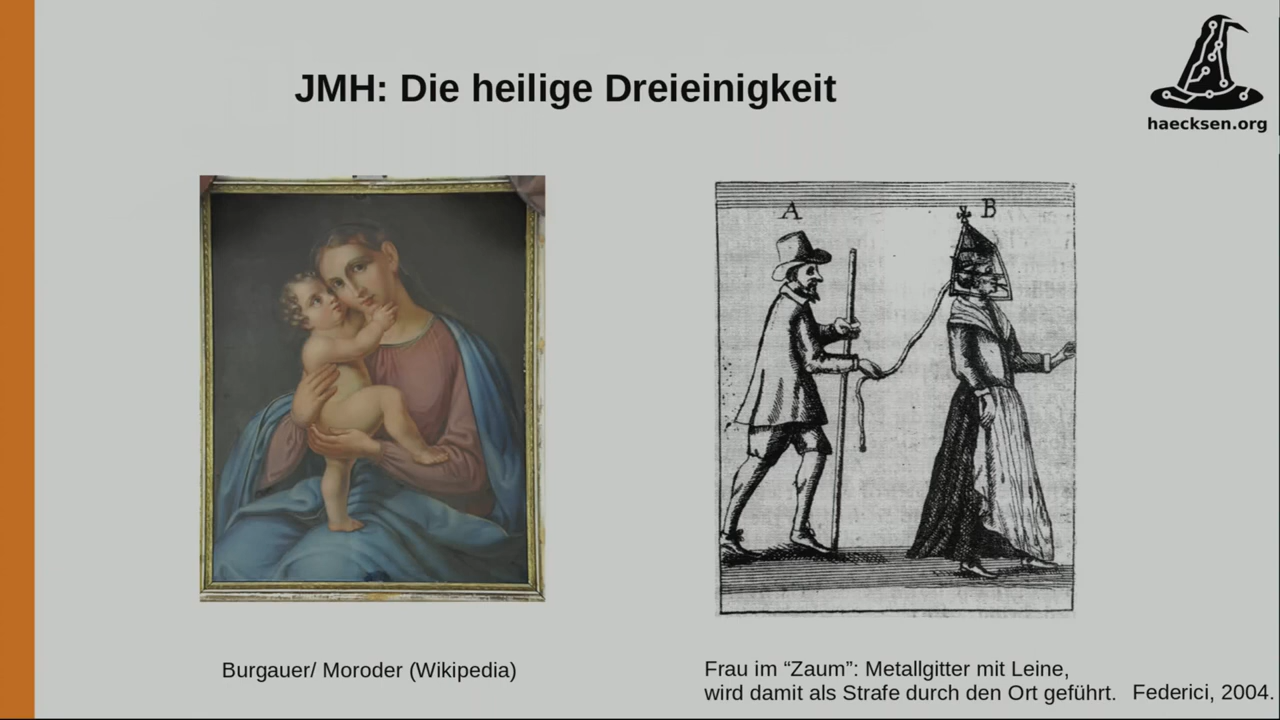 JMH: Die heilige Dreieinigkeit
haecksen.org
A
B
Burgauer/ Moroder (Wikipedia)
Frau im “Zaum”: Metallgitter mit Leine,
wird damit als Strafe durch den Ort geführt. Federici, 2004.